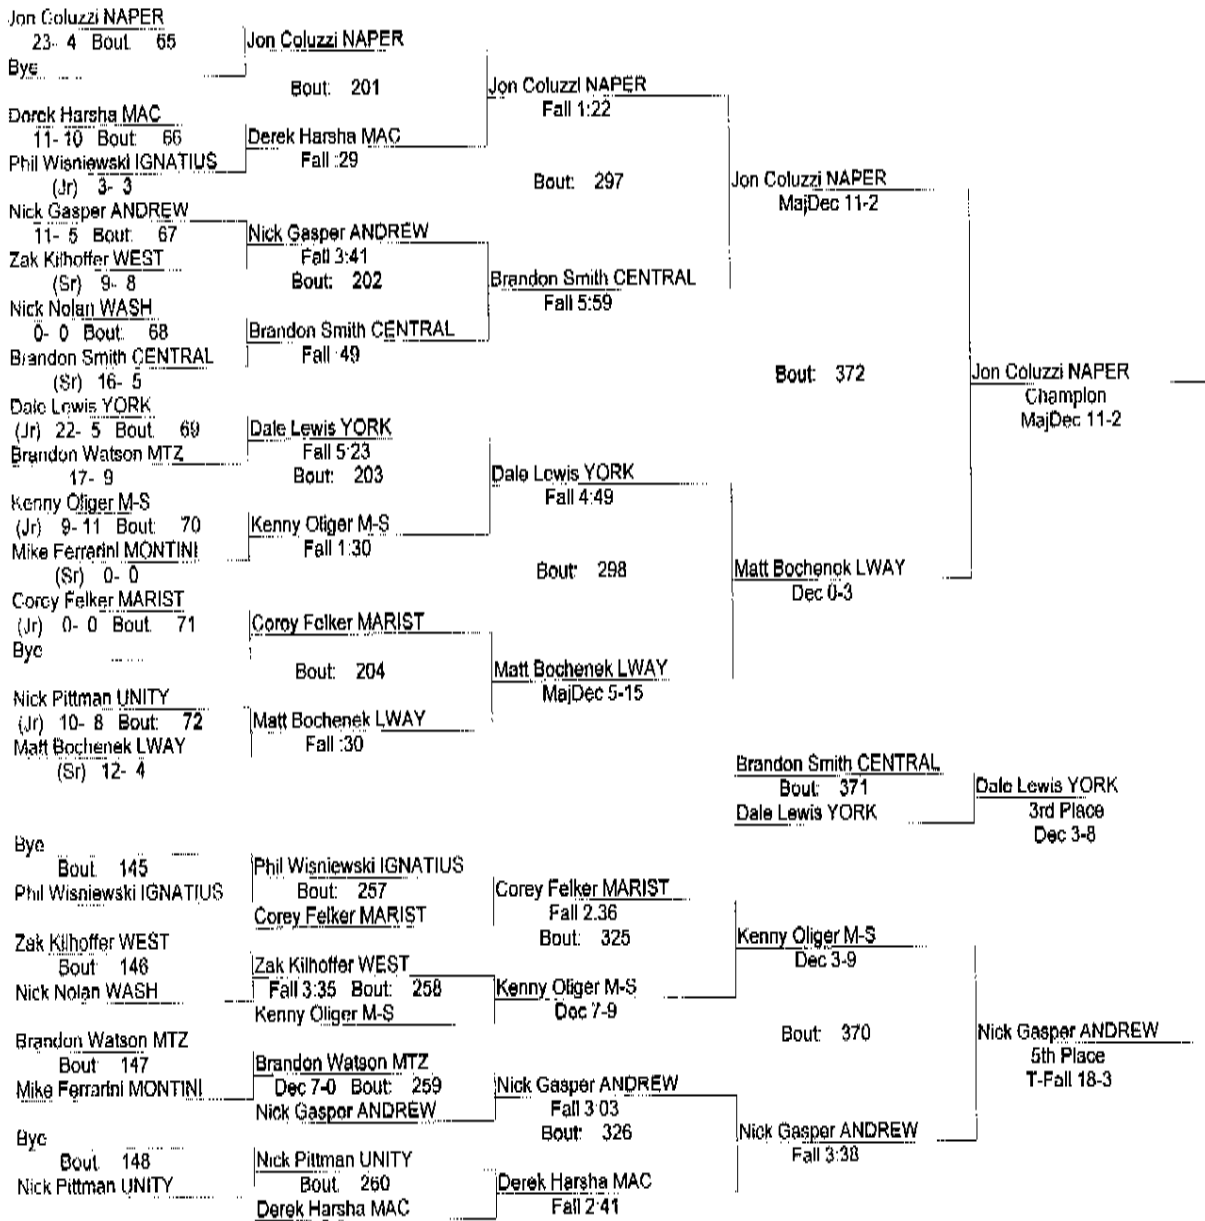 Jon Coluzzi NAPER
23- 4 Bout 65
Bye
Derek Harsha MAC
11- 10 Bout: 66
Phil Wisniewski IGNATIUS
(Jr) 3- 3
Nick Gasper ANDREW
11- 5 Bout: 67
Zak Kilhoffer WEST
(Sr) 9- 8
Nick Nolan WASH
0- 0 Bout: 68
Brandon Smith CENTRAL
(Sr) 16- 5
Dale Lewis YORK
(Jr) 22- 5 Bout: 69
Brandon Watson MTZ
17- 9
Kenny Oliger M-S
(Jr) 9- 11 Bout: 70
Mike Ferrarini MONTINI
(Sr) 0- 0
Corey Felker MARIST
(Jr) 0- 0 Bout 71
Bye
Nick Pittman UNITY
(Jr) 10- 8 Bout: 72
Matt Bochenek LWAY
(Sr) 12- 4
Jon Coluzzi NAPER
Bout: 201
Derek Harsha MAC
Fall :29
Nick Gasper ANDREW
Fall 3:41
Bout: 202
Brandon Smith CENTRAL
Fall :49
Dale Lewis YORK
Fall 5:23
Bout: 203
Kenny Oliger M-S
Fall 1:30
Corey Felker MARIST
Bout: 204
Matt Bochenek LWAY
Fall :30
Jon Coluzzi NAPER
Fall 1:22
Bout: 297
Brandon Smith CENTRAL
Fall 5:59
Dale Lewis YORK
Fall 4:49
Bout: 298
Matt Bochenek LWAY
MajDec 5-15
Jon Coluzzi NAPER
MajDec 11-2
Bout: 372
Matt Bochenek LWAY
Dec 0-3
Jon Coluzzi NAPER
Champion
MajDec 11-2
Brandon Smith CENTRAL
Bout: 371
Dale Lewis YORK
Dale Lewis YORK
3rd Place
Dec 3-8
Bye
Bout 145
Phil Wisniewski IGNATIUS
Zak Kilhoffer WEST
Bout 146
Nick Nolan WASH
Brandon Watson MTZ
Bout 147
Mike Ferrarini MONTINI
Bye
Bout 148
Nick Pittman UNITY
Phil Wisniewski IGNATIUS
Bout: 257
Corey Felker MARIST
Zak Kilhoffer WEST
Fall 3:35 Bout: 258
Kenny Oliger M-S
Brandon Watson MTZ
Dec 7-0 Bout: 259
Nick Gasper ANDREW
Nick Pittman UNITY
Bout 260
Derek Harsha MAC
Corey Felker MARIST
Fall 2.36
Bout: 325
Kenny Oliger M-S
Dec 7-9
Nick Gasper ANDREW
Fall 3:03
Bout: 326
Derek Harsha MAC
Fall 2:41
Kenny Oliger M-S
Dec 3-9
Bout: 370
Nick Gasper ANDREW
Fall 3:38
Nick Gasper ANDREW
5th Place
T-Fall 18-3